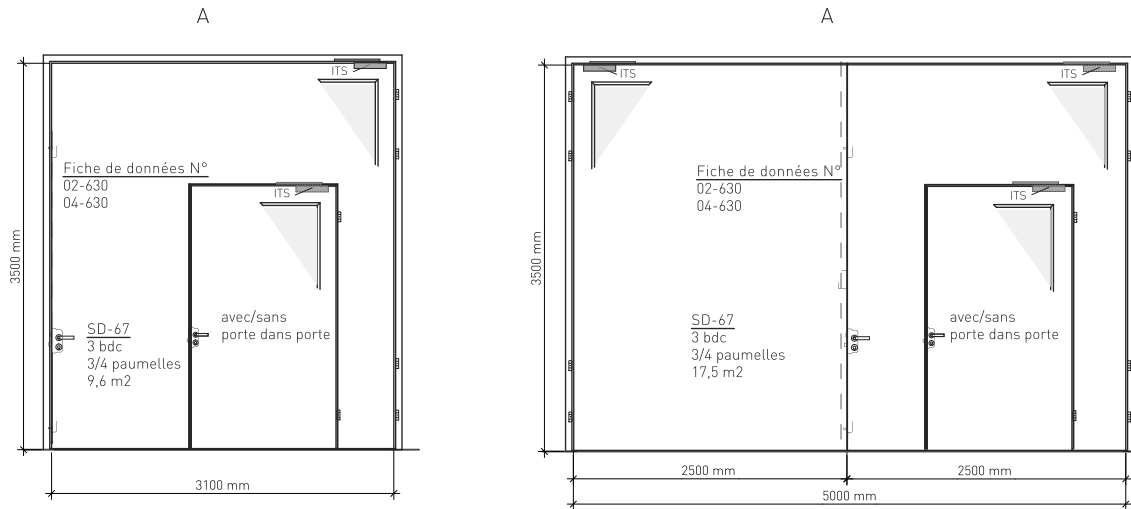 A
ITS
Fiche de données N°
02-630
04-630
ITS
3500 mm
avec/sans
porte dans porte
SD-67
3 bdc
3/4 paumelles
9,6 m2
3100 mm
A
ITS
ITS
Fiche de données N°
02-630
04-630
ITS
3500 mm
avec/sans
porte dans porte
SD-67
3 bdc
3/4 paumelles
17,5 m2
2500 mm
2500 mm
5000 mm